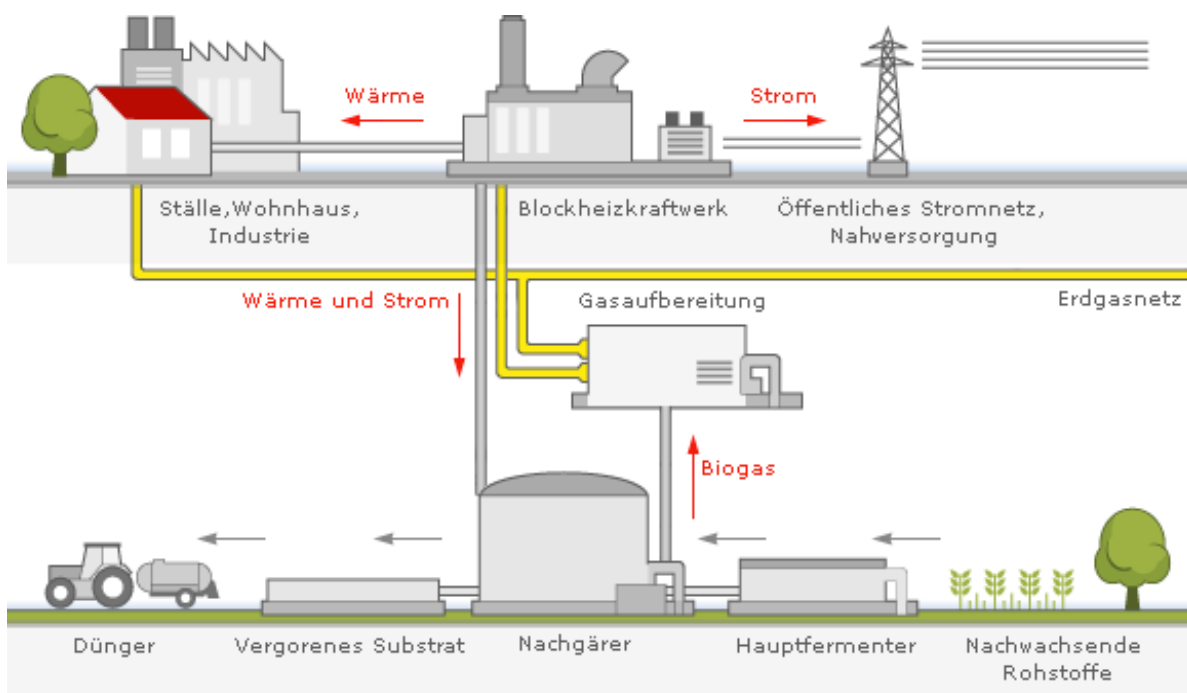 Wärme
Strom
Ställe,Wohnhaus,
Industrie
Blockheizkraftwerk
Öffentliches Stromnetz,
Nahversorgung
Wärme und Strom
Gasaufbereitung
Erdgasnetz
Biogas
Dünger
Vergorenes Substrat
Nachgärer
Hauptfermenter
Nachwachsende
Rohstoffe